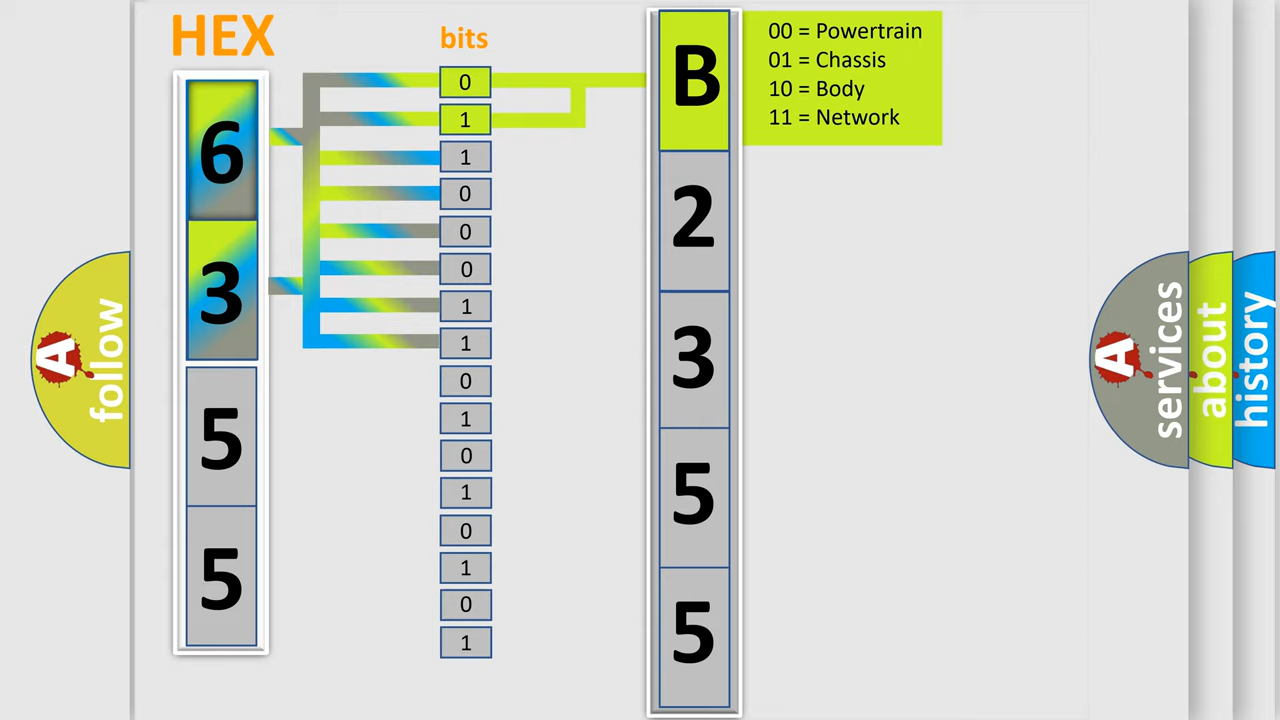 HEX
bits
6
3
5
5
0
1
1
0
0
0
1
1
0
1
0
1
0
1
0
1
B
2
3
5
5
00 = Powertrain
01 = Chassis
10 = Body
11 = Network
A
follow
A
services
about
history